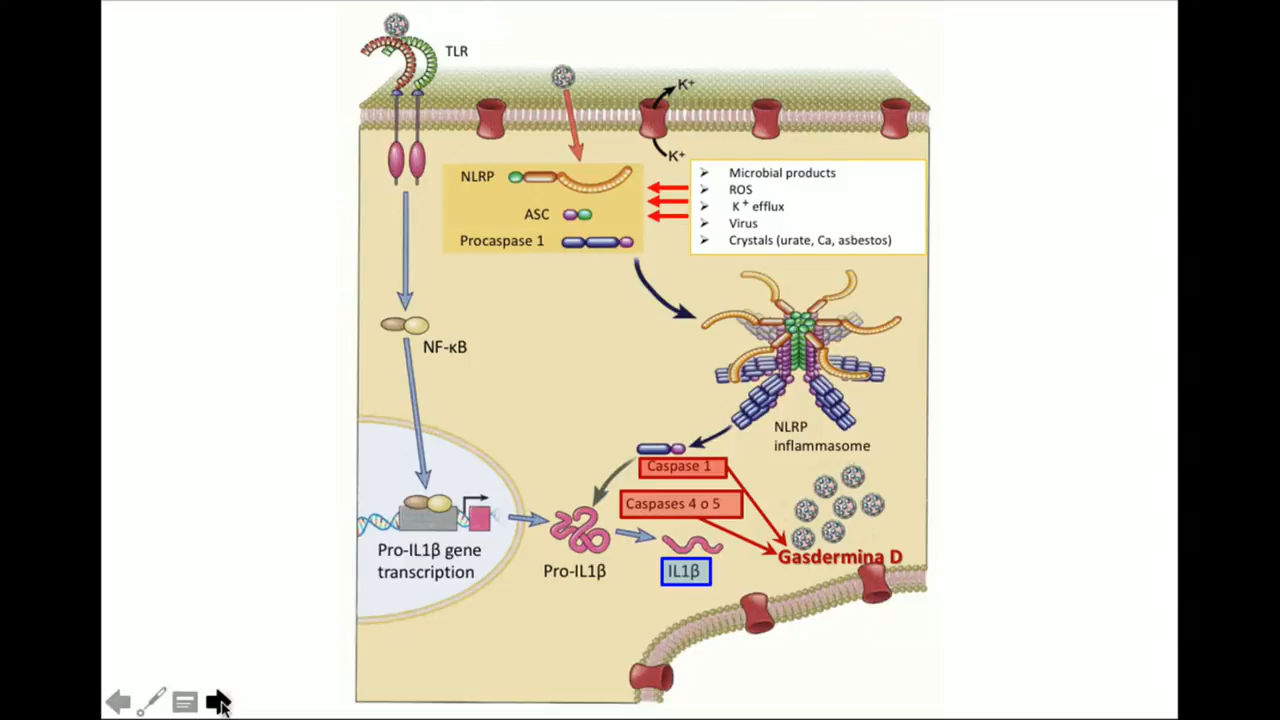 TLR
K⁺
K⁺
NLRP
ASC
Procaspase 1
➢ Microbial products
➢ ROS
➢ K⁺ efflux
➢ Virus
➢ Crystals (urate, Ca, asbestos)
NF-κB
NLRP
inflammasome
Caspase 1
Caspases 4 o 5
Gasdermina D
Pro-IL1β gene
transcription
Pro-IL1β
IL1β